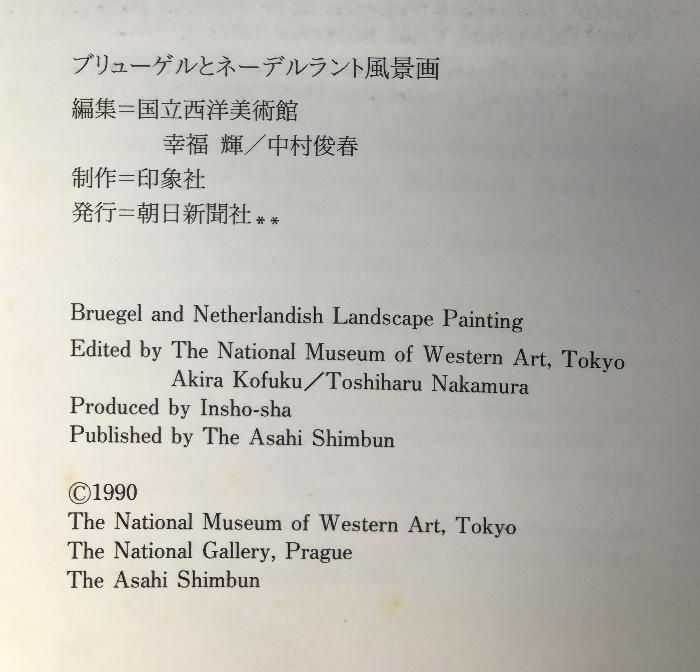 ブリューゲルとネーデルラント風景画
編集＝国立西洋美術館
幸福 輝／中村俊春
制作＝印象社
発行＝朝日新聞社**
Bruegel and Netherlandish Landscape Painting
Edited by The National Museum of Western Art, Tokyo
Akira Kofuku／Toshiharu Nakamura
Produced by Insho-sha
Published by The Asahi Shimbun
©1990
The National Museum of Western Art, Tokyo
The National Gallery, Prague
The Asahi Shimbun